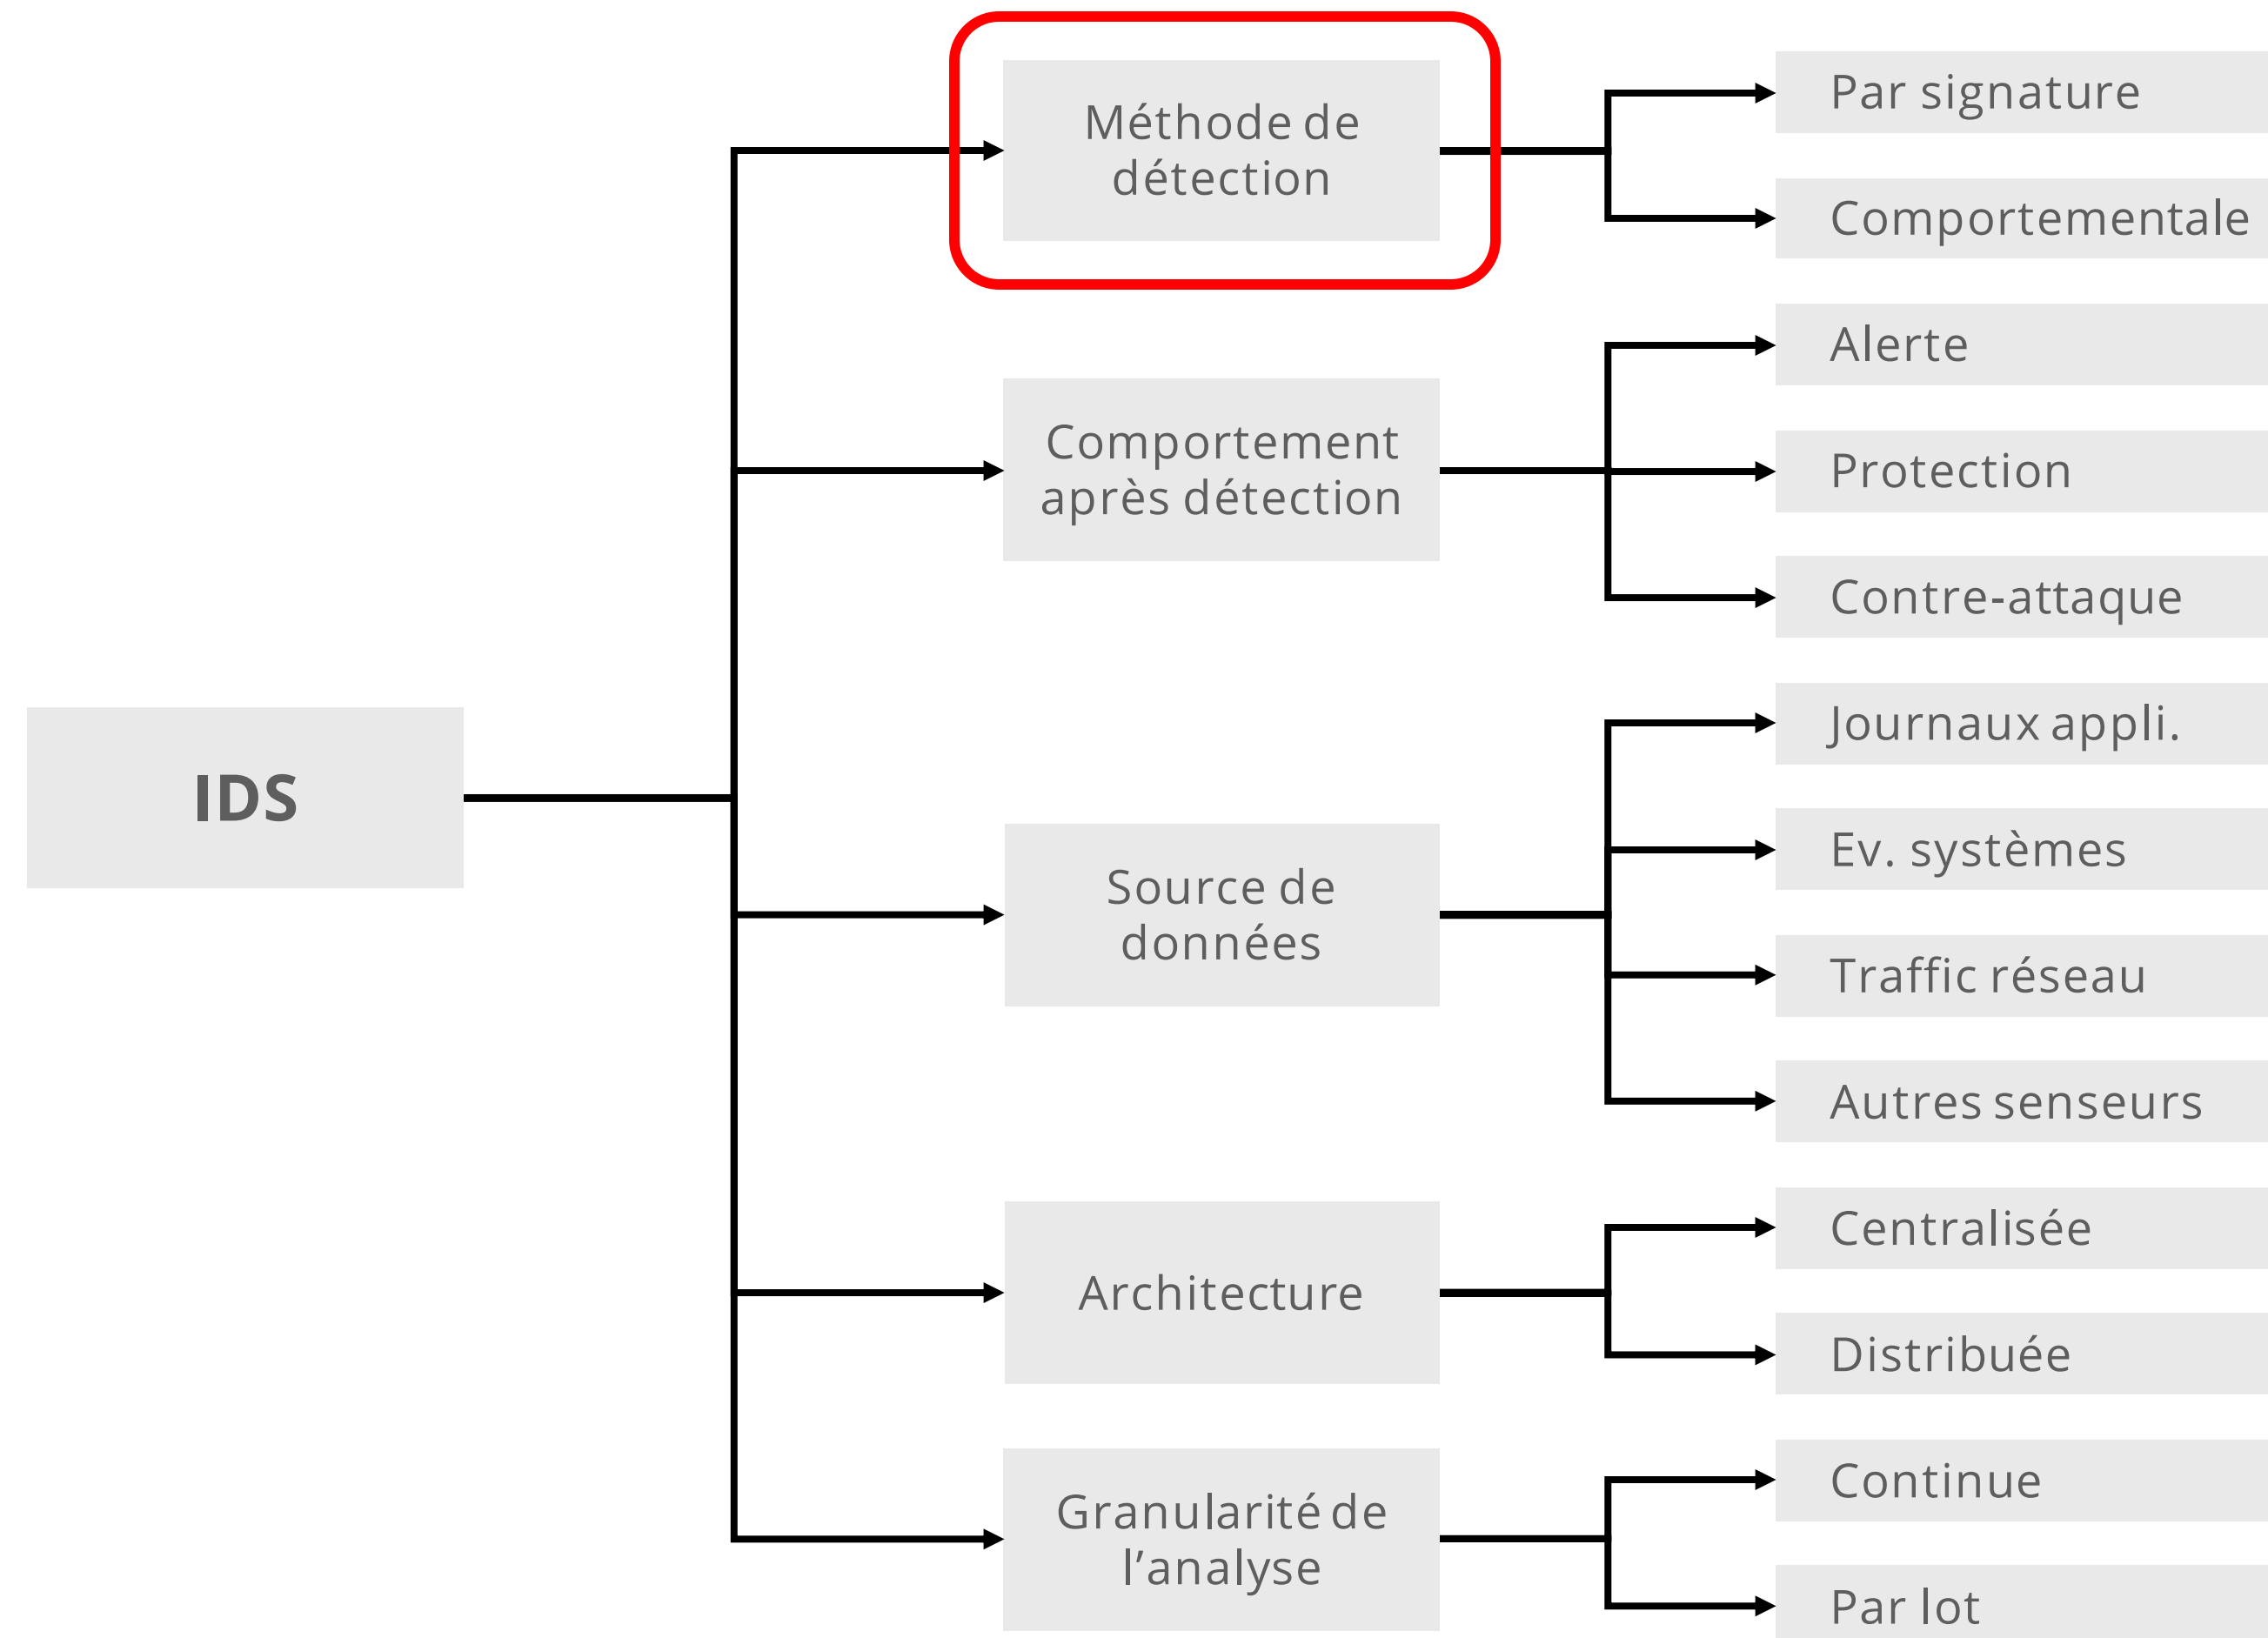 IDS
Méthode de
détection
Par signature
Comportementale
Comportement
après détection
Alerte
Protection
Contre-attaque
Source de
données
Journaux appli.
Ev. systèmes
Traffic réseau
Autres senseurs
Architecture
Centralisée
Distribuée
Granularité de
l’analyse
Continue
Par lot